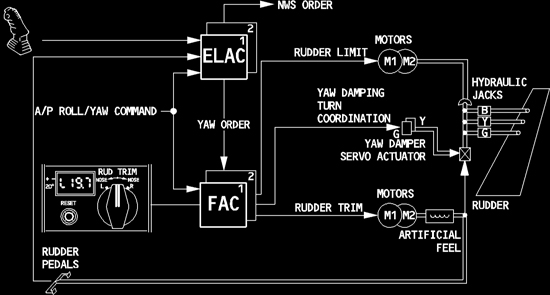 NWS ORDER
2
1
ELAC
MOTORS
RUDDER LIMIT
M1 M2
HYDRAULIC
JACKS
B
Y
G
A/P ROLL/YAW COMMAND
YAW DAMPING
TURN
COORDINATION
Y
G
YAW DAMPER
SERVO ACTUATOR
YAW ORDER
RUD TRIM
NOSE NOSE
L R
20°
L19.7
RESET
2
1
FAC
MOTORS
RUDDER TRIM
M1 M2
RUDDER
ARTIFICIAL
FEEL
RUDDER
PEDALS